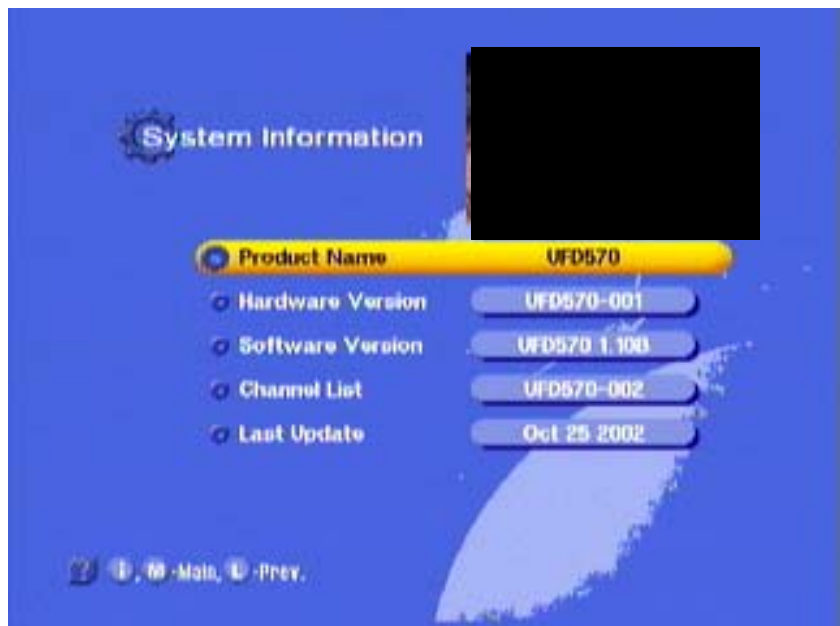 System Information
Product Name UFD570
Hardware Version UFD570-001
Software Version UFD570 1.10B
Channel List UFD570-002
Last Update Oct 25 2002
? i, M -Main, L -Prev.